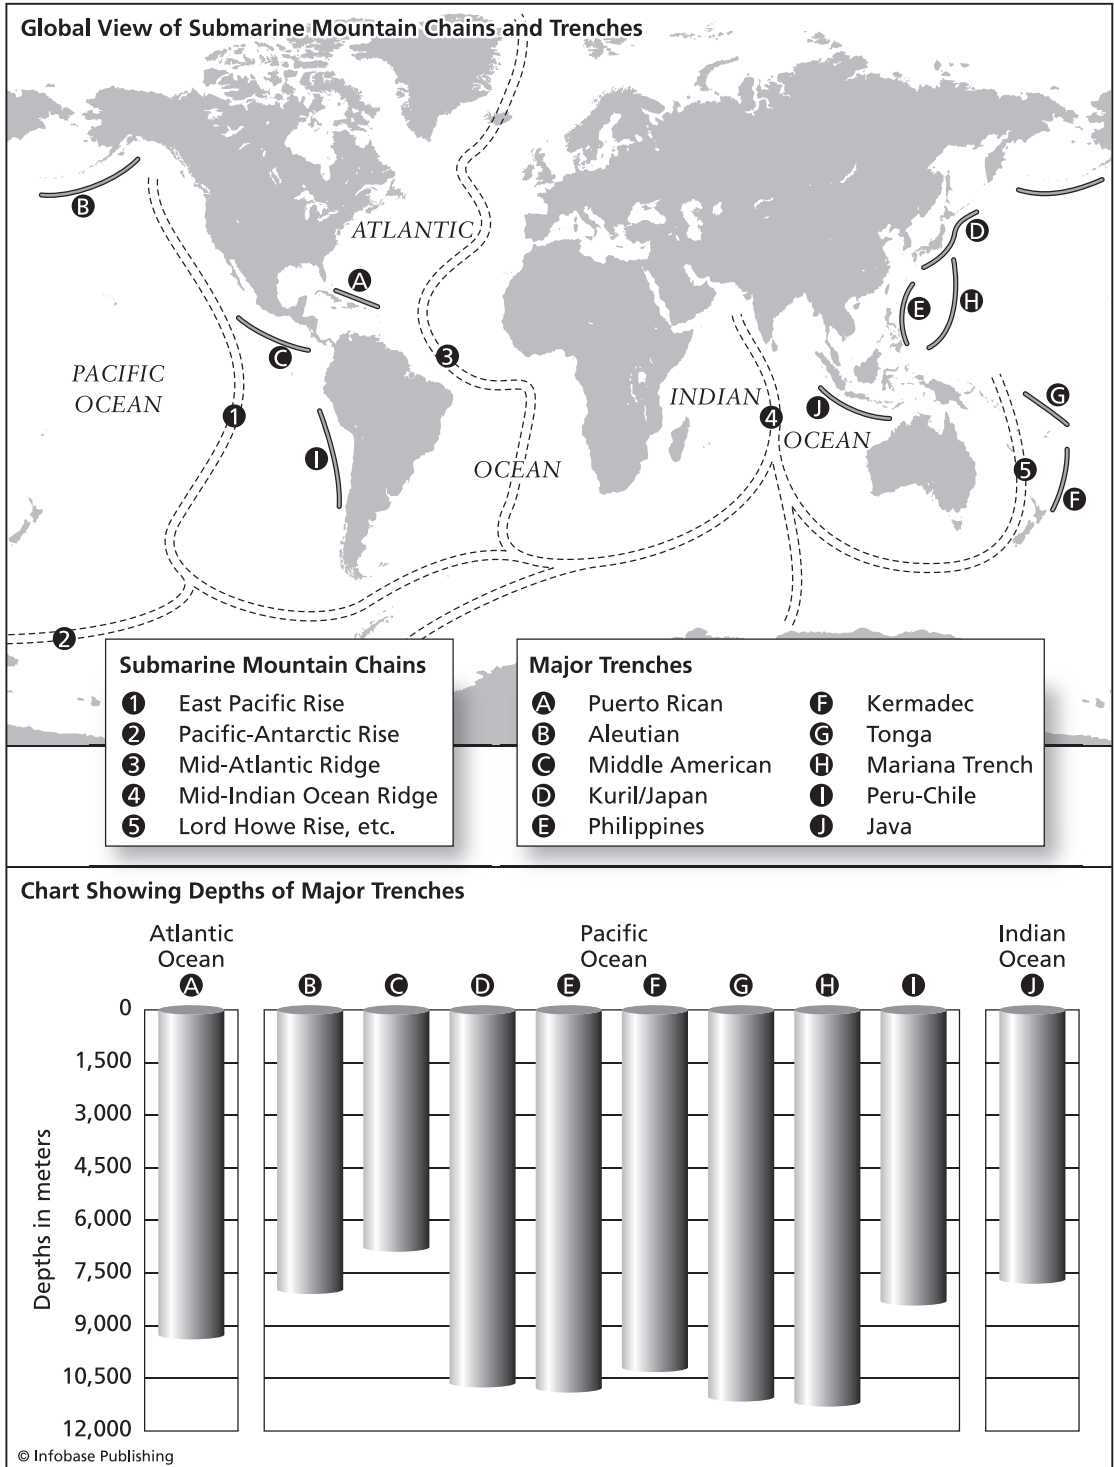 Global View of Submarine Mountain Chains and Trenches
B
ATLANTIC
D
A
E
H
C
3
PACIFIC
OCEAN
1
INDIAN
4
J
OCEAN
G
I
OCEAN
5
F
2
Submarine Mountain Chains
1 East Pacific Rise
2 Pacific-Antarctic Rise
3 Mid-Atlantic Ridge
4 Mid-Indian Ocean Ridge
5 Lord Howe Rise, etc.
Major Trenches
A Puerto Rican
B Aleutian
C Middle American
D Kuril/Japan
E Philippines
F Kermadec
G Tonga
H Mariana Trench
I Peru-Chile
J Java
Chart Showing Depths of Major Trenches
Atlantic
Ocean
Pacific
Ocean
Indian
Ocean
A B C D E F G H I J
Depths in meters
0
1,500
3,000
4,500
6,000
7,500
9,000
10,500
12,000
© Infobase Publishing